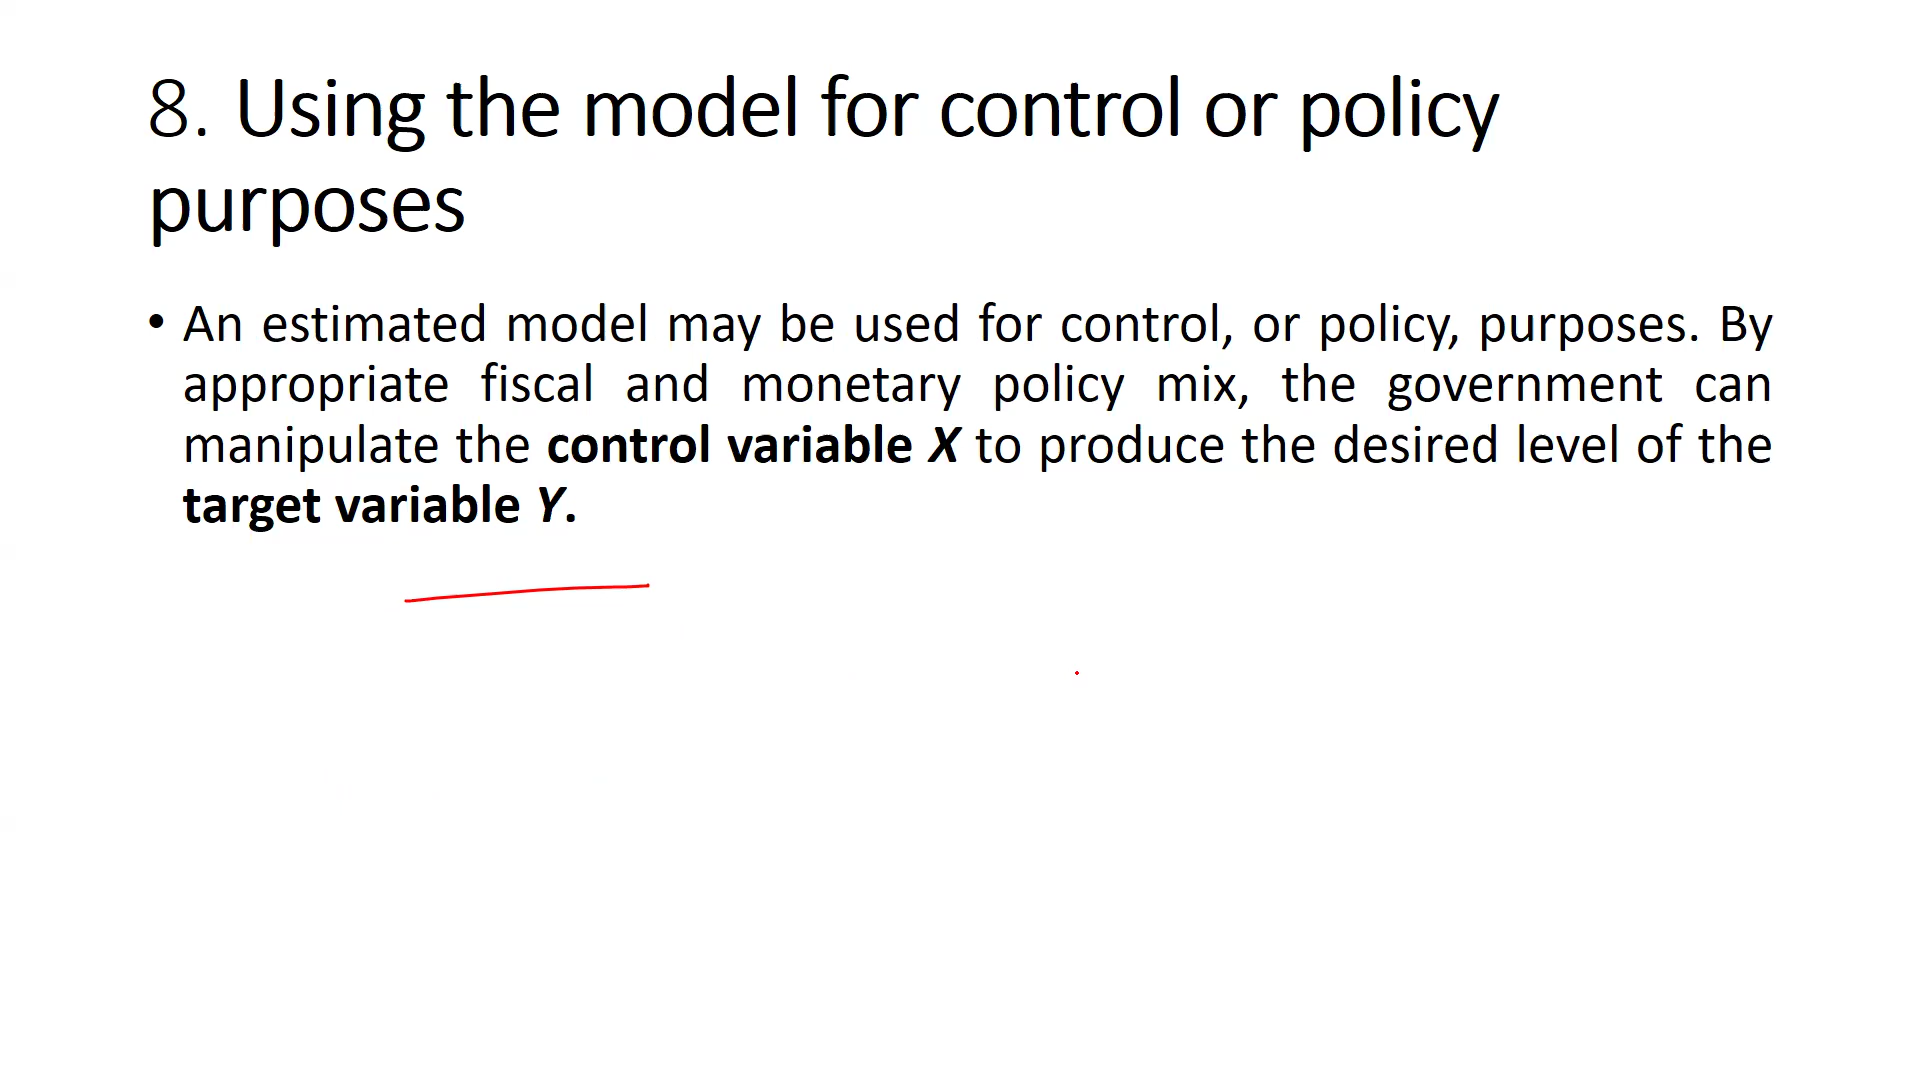 8. Using the model for control or policy
purposes
• An estimated model may be used for control, or policy, purposes. By
appropriate fiscal and monetary policy mix, the government can
manipulate the control variable X to produce the desired level of the
target variable Y.